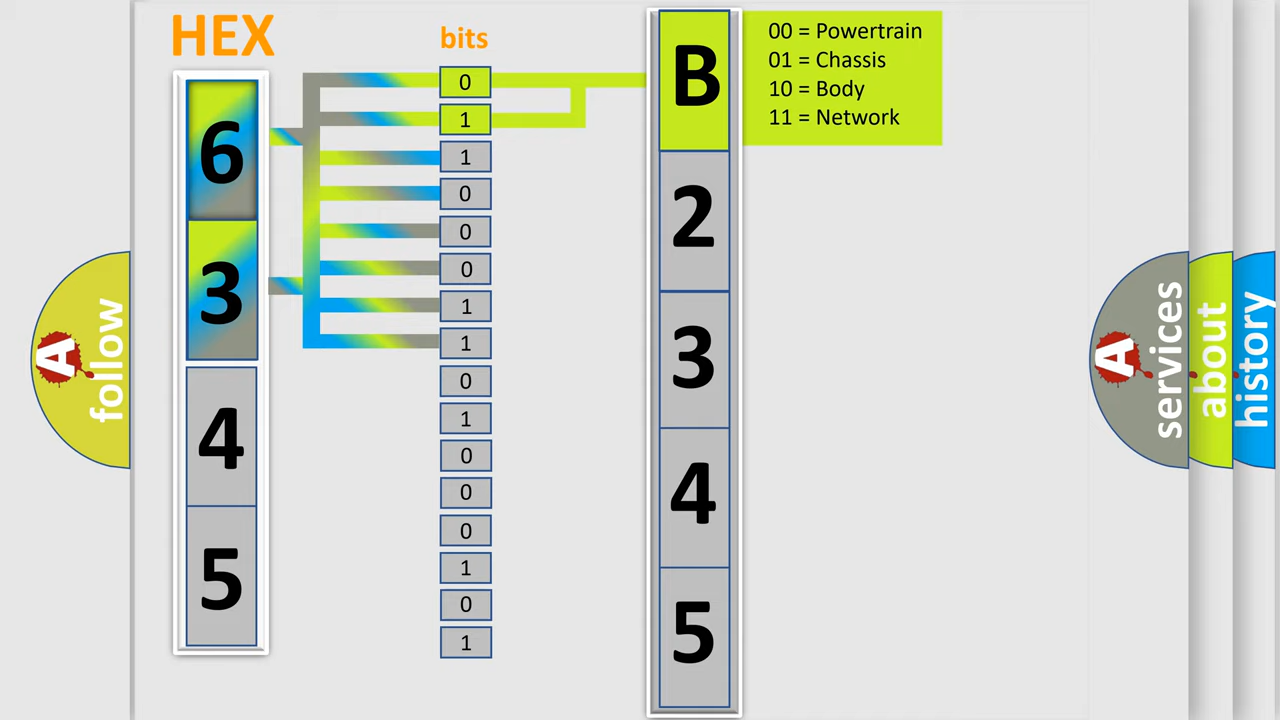 HEX
bits
6
3
4
5
0
1
1
0
0
0
1
1
0
1
0
0
0
1
0
1
B
2
3
4
5
00 = Powertrain
01 = Chassis
10 = Body
11 = Network
A
follow
A
services
about
history